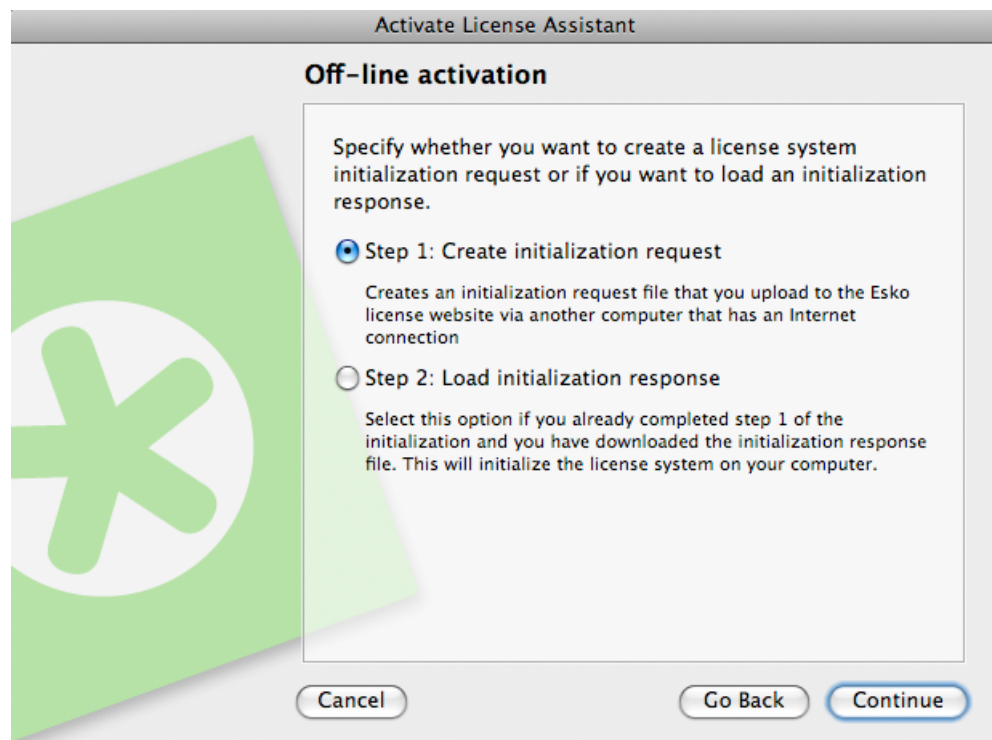 Activate License Assistant
Off-line activation
Specify whether you want to create a license system
initialization request or if you want to load an initialization
response.
Step 1: Create initialization request
Creates an initialization request file that you upload to the Esko
license website via another computer that has an Internet
connection
Step 2: Load initialization response
Select this option if you already completed step 1 of the
initialization and you have downloaded the initialization response
file. This will initialize the license system on your computer.
Cancel
Go Back
Continue